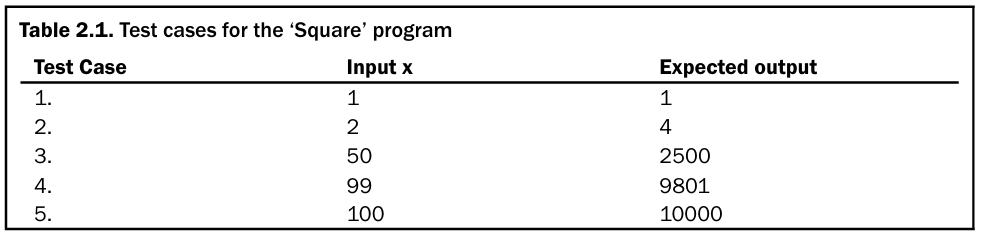 Table 2.1. Test cases for the ‘Square’ program
Test Case Input x Expected output
1. 1 1
2. 2 4
3. 50 2500
4. 99 9801
5. 100 10000